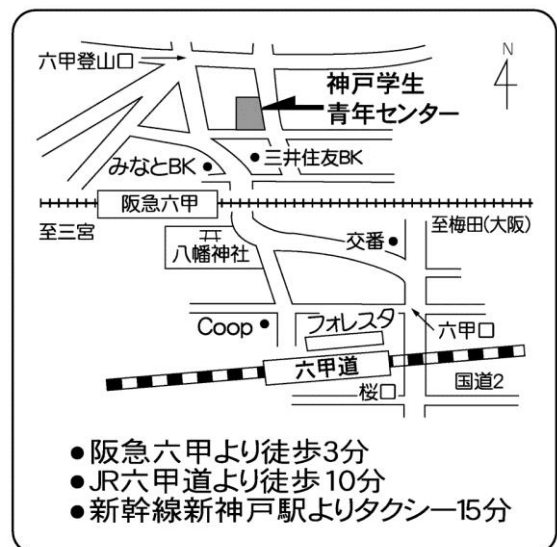 N
六甲登山口
神戸学生
青年センター
みなとBK
三井住友BK
阪急六甲
至三宮
至梅田(大阪)
八幡神社
交番
Coop
フォレスタ
六甲口
六甲道
桜口
国道2
●阪急六甲より徒歩3分
●JR六甲道より徒歩10分
●新幹線新神戸駅よりタクシー15分